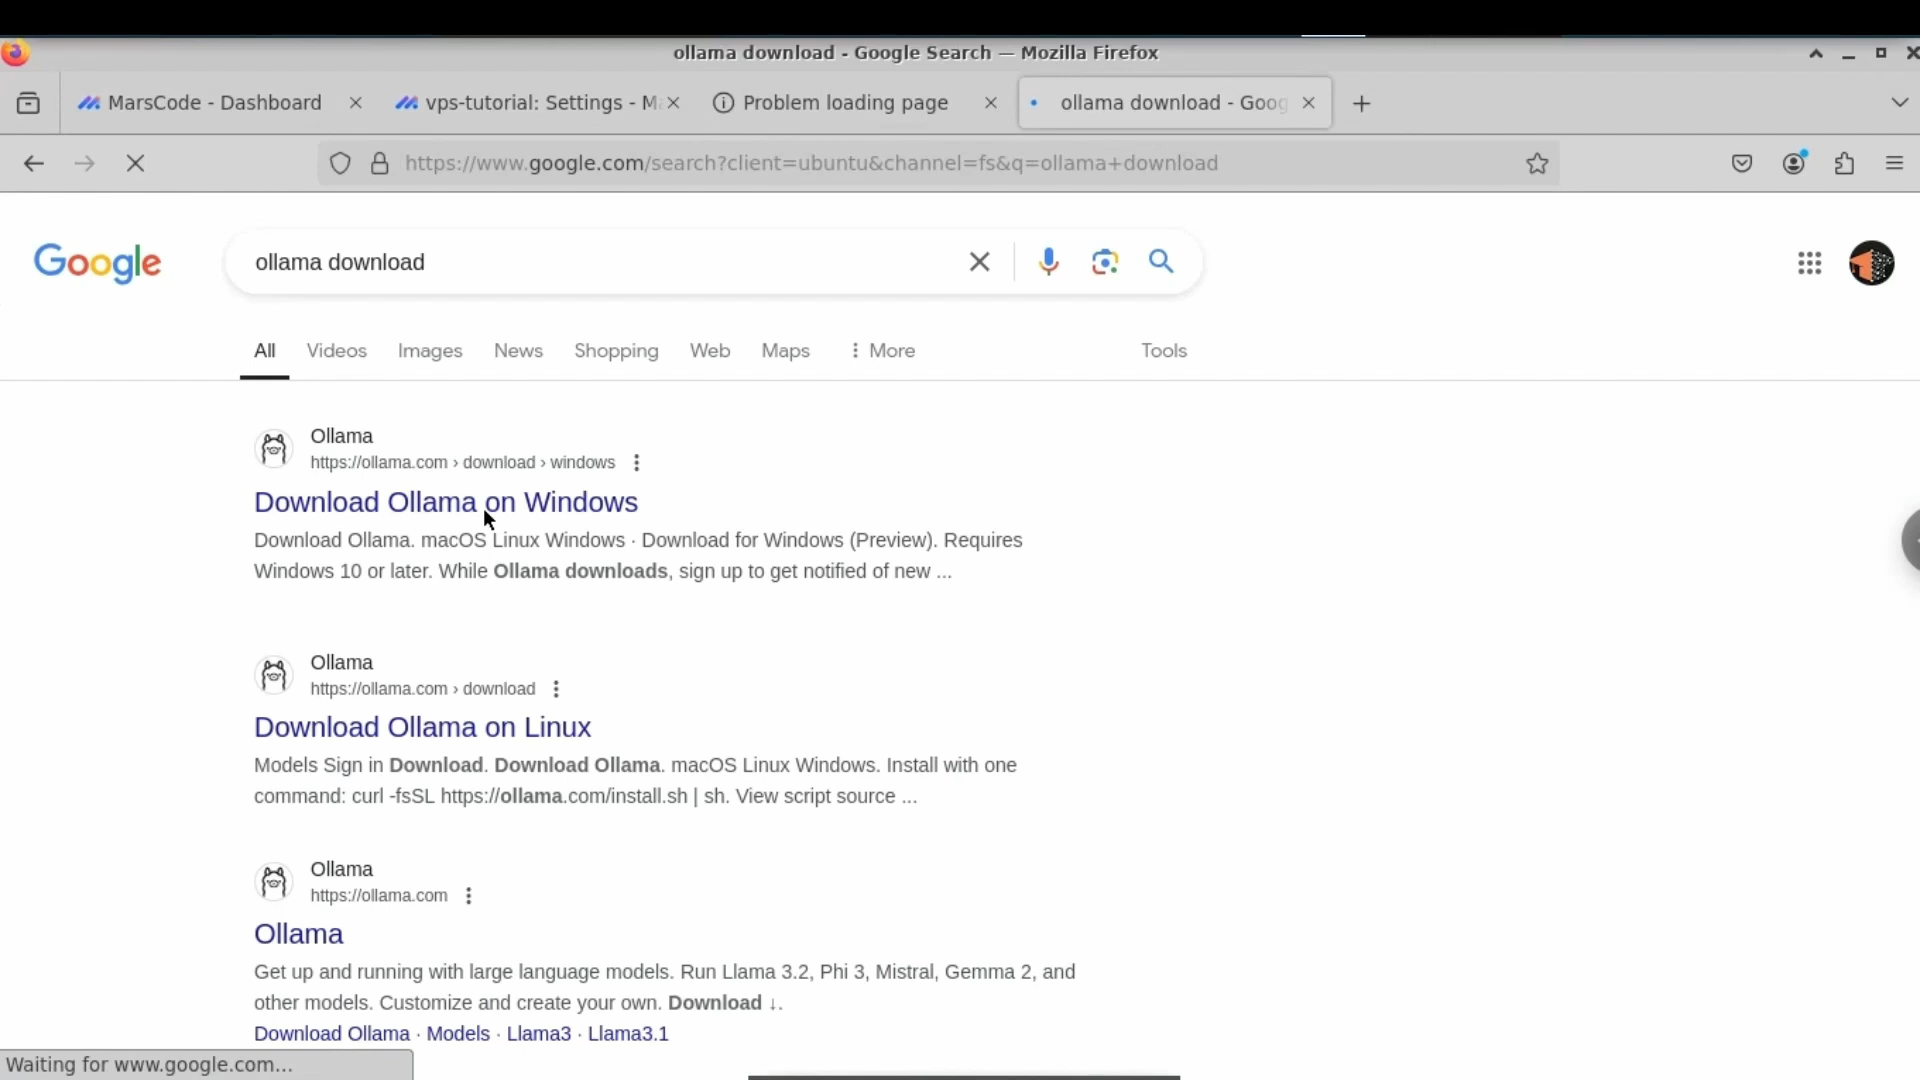 ollama download - Google Search — Mozilla Firefox
MarsCode - Dashboard
vps-tutorial: Settings - Ma
Problem loading page
ollama download - Goog
https://www.google.com/search?client=ubuntu&channel=fs&q=ollama+download
Google
ollama download
All
Videos
Images
News
Shopping
Web
Maps
More
Tools
Ollama
https://ollama.com › download › windows
Download Ollama on Windows
Download Ollama. macOS Linux Windows · Download for Windows (Preview). Requires
Windows 10 or later. While Ollama downloads, sign up to get notified of new ...
Ollama
https://ollama.com › download
Download Ollama on Linux
Models Sign in Download. Download Ollama. macOS Linux Windows. Install with one
command: curl -fsSL https://ollama.com/install.sh | sh. View script source ...
Ollama
https://ollama.com
Ollama
Get up and running with large language models. Run Llama 3.2, Phi 3, Mistral, Gemma 2, and
other models. Customize and create your own. Download ↓.
Download Ollama · Models · Llama3 · Llama3.1
Waiting for www.google.com...